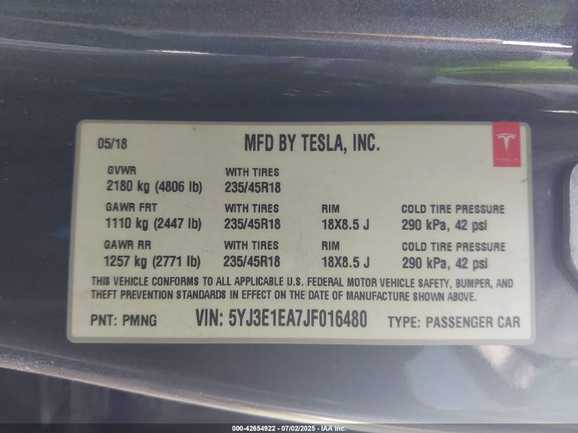 05/18 MFD BY TESLA, INC.
GVWR WITH TIRES
2180 kg (4806 lb) 235/45R18
GAWR FRT WITH TIRES RIM COLD TIRE PRESSURE
1110 kg (2447 lb) 235/45R18 18X8.5 J 290 kPa, 42 psi
GAWR RR WITH TIRES RIM COLD TIRE PRESSURE
1257 kg (2771 lb) 235/45R18 18X8.5 J 290 kPa, 42 psi
THIS VEHICLE CONFORMS TO ALL APPLICABLE U.S. FEDERAL MOTOR VEHICLE SAFETY, BUMPER, AND
THEFT PREVENTION STANDARDS IN EFFECT ON THE DATE OF MANUFACTURE SHOWN ABOVE.
PNT: PMNG VIN: 5YJ3E1EA7JF016480 TYPE: PASSENGER CAR
000-42654922 - 07/02/2025 - IAA Inc.